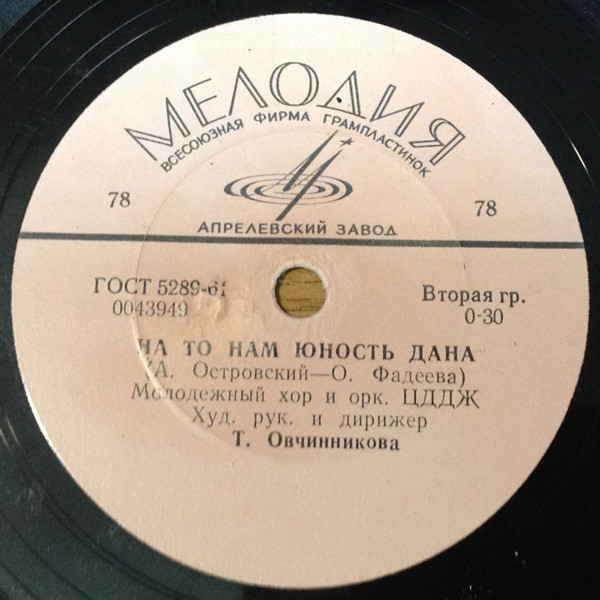 МЕЛОДИЯ
ВСЕСОЮЗНАЯ ФИРМА ГРАМПЛАСТИНОК
78 78
АПРЕЛЕВСКИЙ ЗАВОД
ГОСТ 5289-61 Вторая гр.
0043949 0-30
НА ТО НАМ ЮНОСТЬ ДАНА
(А. Островский—О. Фадеева)
Молодежный хор и орк. ЦДДЖ
Худ. рук. и дирижер
Т. Овчинникова